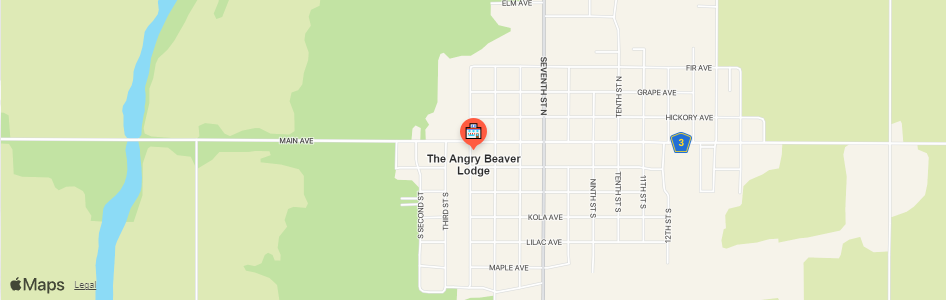 ELM AVE
SEVENTH ST N
FIR AVE
TENTH ST N
GRAPE AVE
HICKORY AVE
MAIN AVE
3
The Angry Beaver
Lodge
S SECOND ST
THIRD ST S
NINTH ST S
TENTH ST S
11TH ST S
12TH ST S
KOLA AVE
LILAC AVE
MAPLE AVE
Maps
Legal